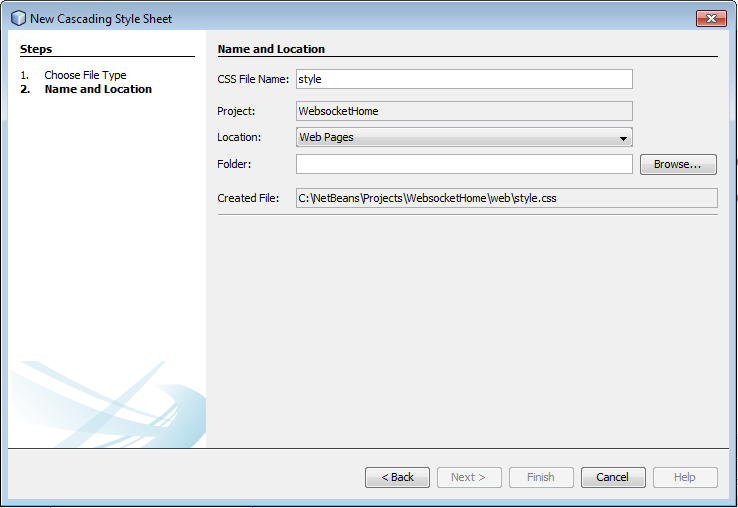 New Cascading Style Sheet
Steps
1. Choose File Type
2. Name and Location
Name and Location
CSS File Name: style
Project: WebsocketHome
Location: Web Pages
Folder: Browse...
Created File: C:\NetBeans\Projects\WebsocketHome\web\style.css
< Back Next > Finish Cancel Help